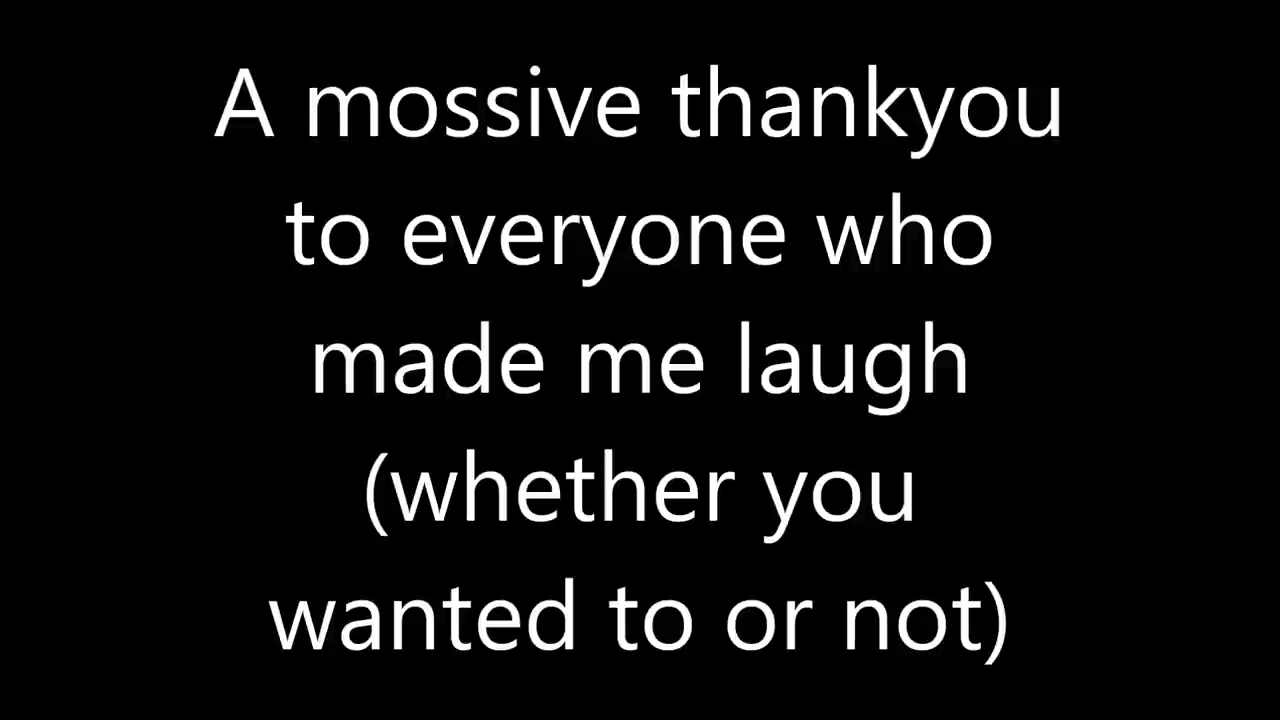 A mossive thankyou
to everyone who
made me laugh
(whether you
wanted to or not)